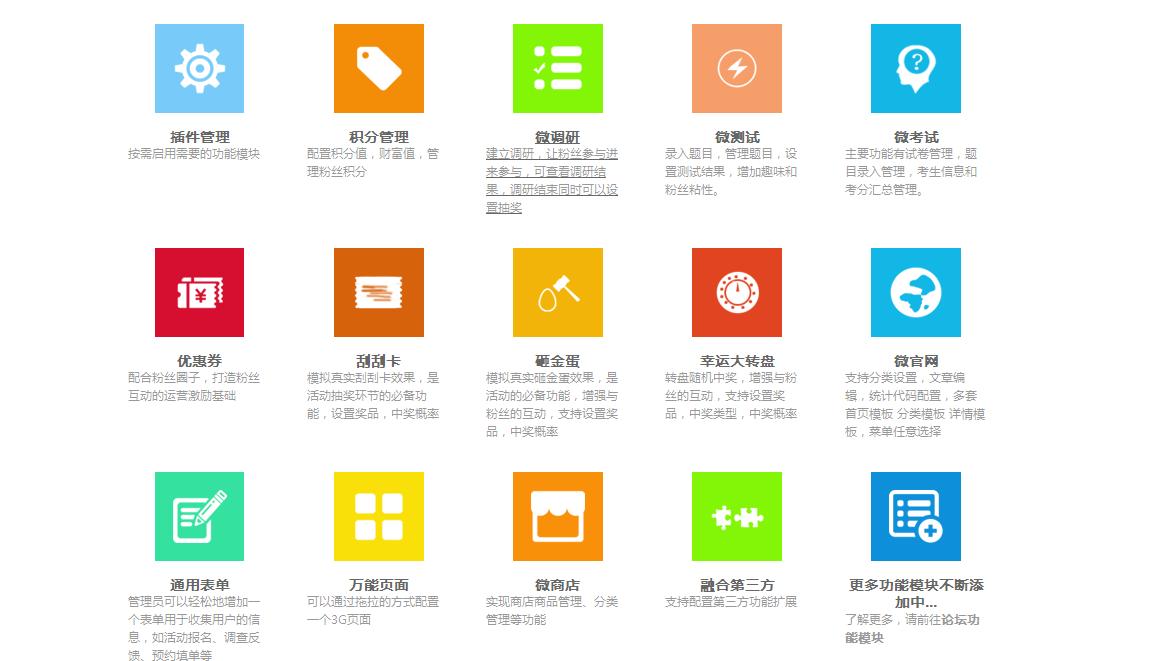 插件管理
按需启用需要的功能模块
积分管理
配置积分值，财富值，管
理粉丝积分
微调研
建立调研，让粉丝参与进
来参与，可查看调研结
果，调研结束同时可以设
置抽奖
微测试
录入题目，管理题目，设
置测试结果，增加趣味和
粉丝粘性。
微考试
主要功能有试卷管理，题
目录入管理，考生信息和
考分汇总管理。
优惠券
配合粉丝圈子，打造粉丝
互动的运营激励基础
刮刮卡
模拟真实刮刮卡效果，是
活动抽奖环节的必备功
能，设置奖品，中奖概率
砸金蛋
模拟真实砸金蛋效果，是
活动的必备功能，增强与
粉丝的互动，支持设置奖
品，中奖概率
幸运大转盘
转盘随机中奖，增强与粉
丝的互动，支持设置奖
品，中奖类型，中奖概率
微官网
支持分类设置，文章编
辑，统计代码配置，多套
首页模板 分类模板 详情模
板，菜单任意选择
通用表单
管理员可以轻松地增加一
个表单用于收集用户的信
息，如活动报名、调查反
馈、预约填单等
万能页面
可以通过拖拉的方式配置
一个3G页面
微商店
实现商店商品管理、分类
管理等功能
融合第三方
支持配置第三方功能扩展
更多功能模块不断添
加中...
了解更多，请前往论坛功
能模块